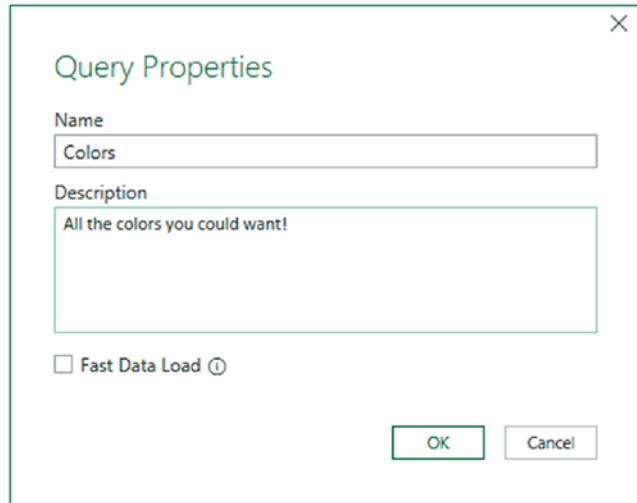 Query Properties
Name
Colors
Description
All the colors you could want!
Fast Data Load
OK Cancel